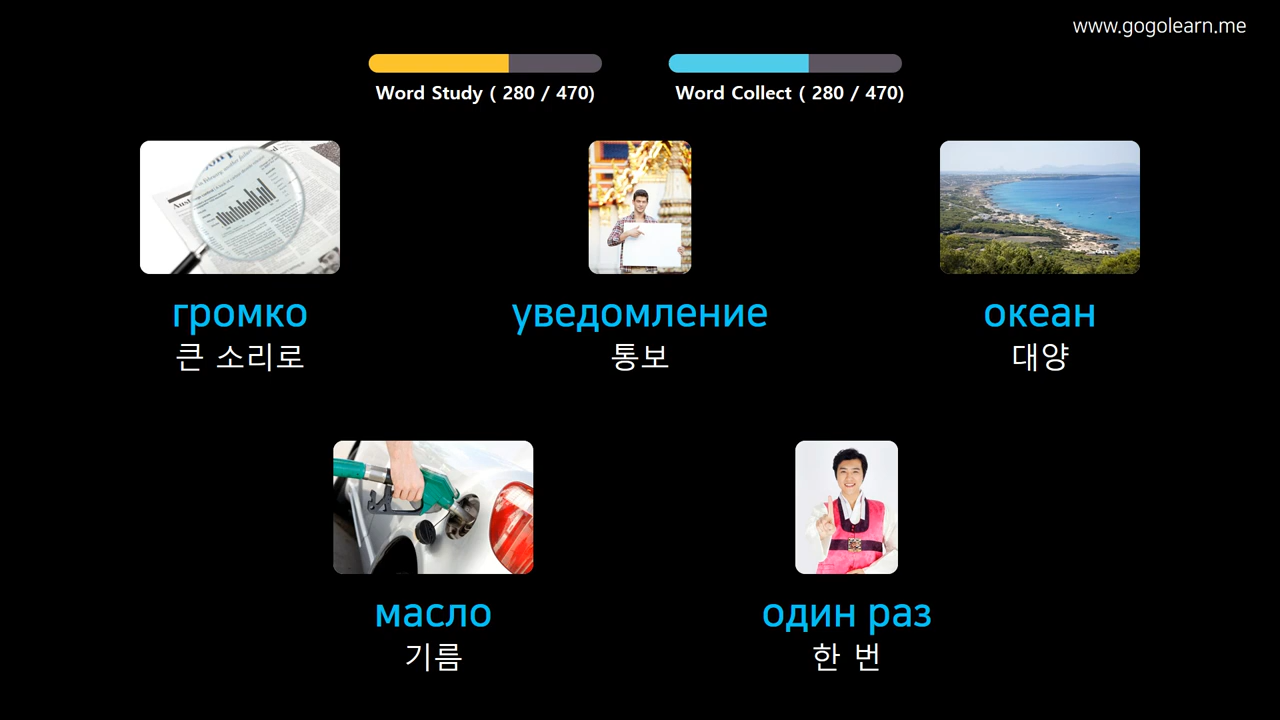 www.gogolearn.me
Word Study ( 280 / 470)
Word Collect ( 280 / 470)
громко
큰 소리로
уведомление
통보
океан
대양
масло
기름
один раз
한 번